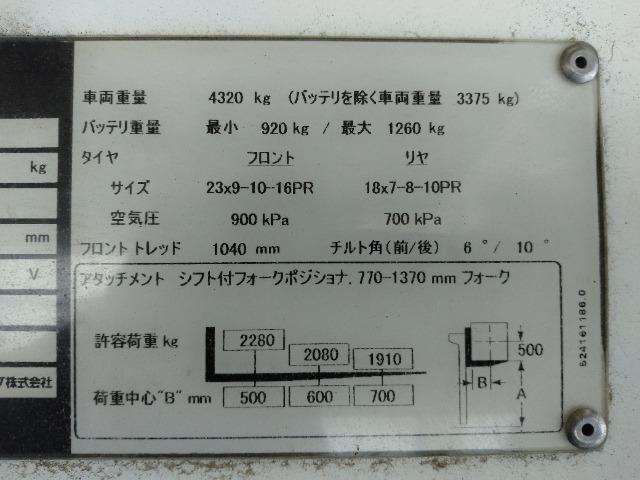 車両重量 4320 kg (バッテリを除く車両重量 3375 kg)
バッテリ重量 最小 920 kg / 最大 1260 kg
タイヤ フロント リヤ
サイズ 23x9-10-16PR 18x7-8-10PR
空気圧 900 kPa 700 kPa
フロント トレッド 1040 mm チルト角(前/後) 6°/ 10°
アタッチメント シフト付フォークポジショナ, 770-1370 mm フォーク
許容荷重 kg 2280 2080 1910
荷重中心"B" mm 500 600 700
500
B
A
524161186.0
kg
mm
V
株式会社